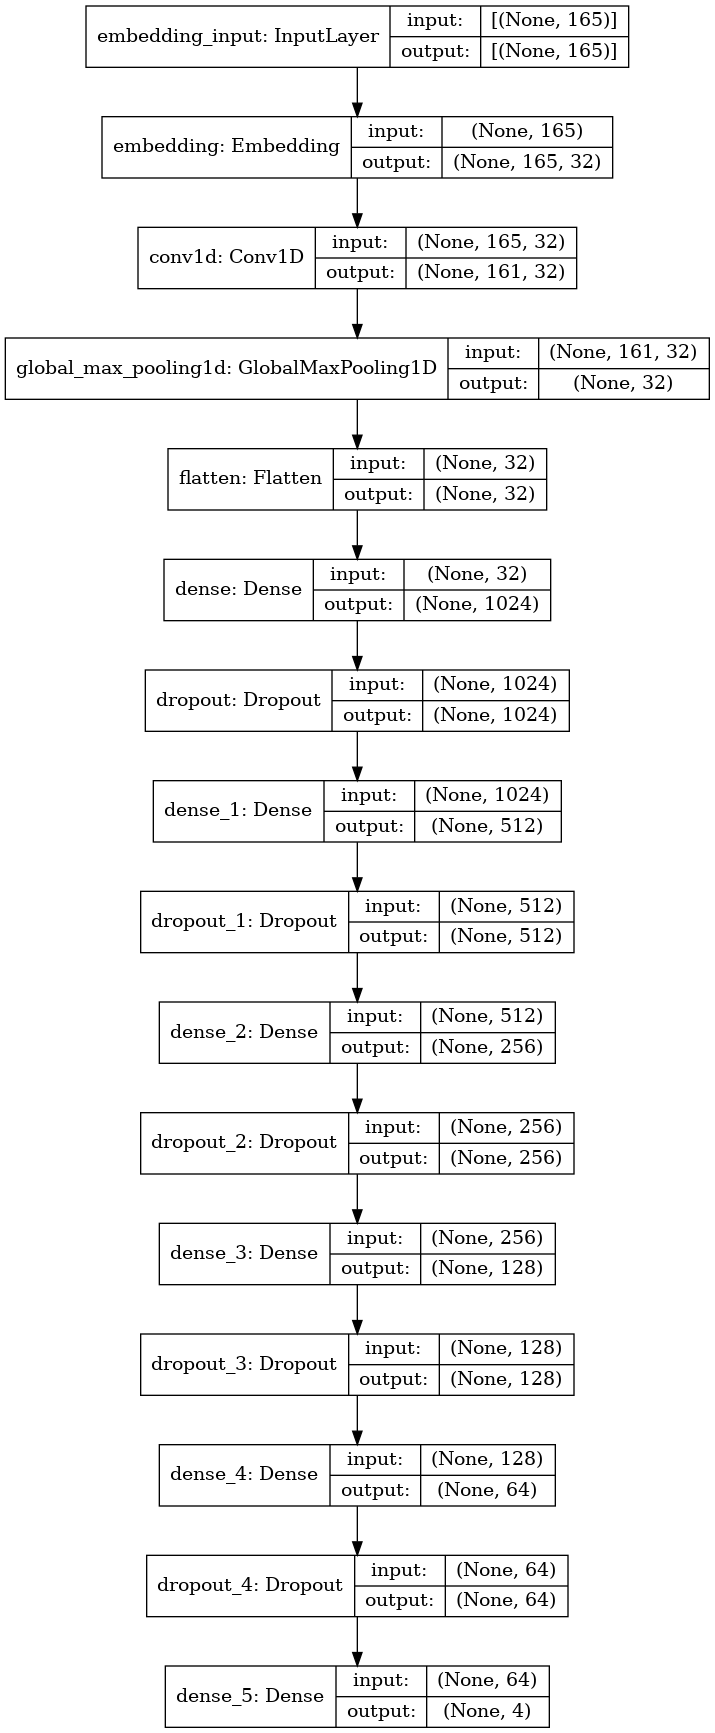 embedding_input: InputLayer input: [(None, 165)]
output: [(None, 165)]
embedding: Embedding input: (None, 165)
output: (None, 165, 32)
conv1d: Conv1D input: (None, 165, 32)
output: (None, 161, 32)
global_max_pooling1d: GlobalMaxPooling1D input: (None, 161, 32)
output: (None, 32)
flatten: Flatten input: (None, 32)
output: (None, 32)
dense: Dense input: (None, 32)
output: (None, 1024)
dropout: Dropout input: (None, 1024)
output: (None, 1024)
dense_1: Dense input: (None, 1024)
output: (None, 512)
dropout_1: Dropout input: (None, 512)
output: (None, 512)
dense_2: Dense input: (None, 512)
output: (None, 256)
dropout_2: Dropout input: (None, 256)
output: (None, 256)
dense_3: Dense input: (None, 256)
output: (None, 128)
dropout_3: Dropout input: (None, 128)
output: (None, 128)
dense_4: Dense input: (None, 128)
output: (None, 64)
dropout_4: Dropout input: (None, 64)
output: (None, 64)
dense_5: Dense input: (None, 64)
output: (None, 4)